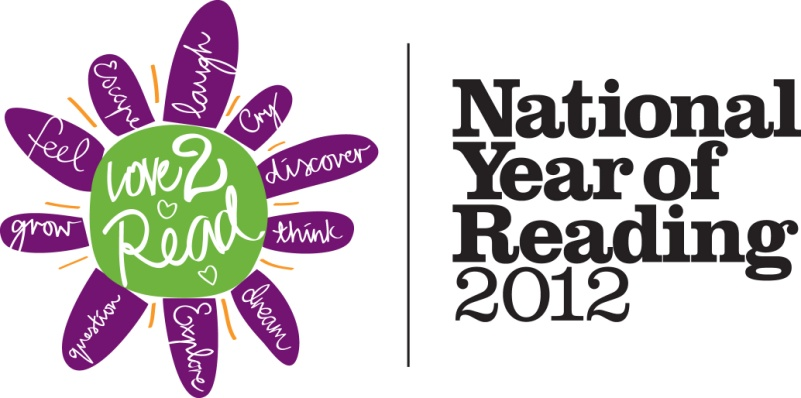 Love 2
Read
laugh
Cry
discover
think
dream
Explore
question
grow
feel
escape
National
Year of
Reading
2012